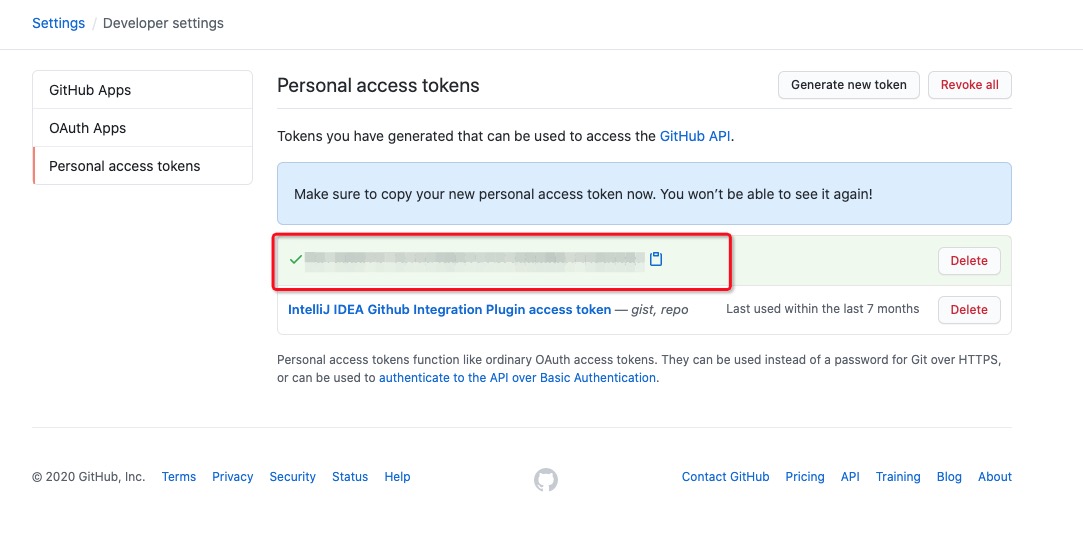 Settings / Developer settings
GitHub Apps
OAuth Apps
Personal access tokens
Personal access tokens
Generate new token
Revoke all
Tokens you have generated that can be used to access the GitHub API.
Make sure to copy your new personal access token now. You won’t be able to see it again!
Delete
IntelliJ IDEA Github Integration Plugin access token — gist, repo
Last used within the last 7 months
Delete
Personal access tokens function like ordinary OAuth access tokens. They can be used instead of a password for Git over HTTPS,
or can be used to authenticate to the API over Basic Authentication.
© 2020 GitHub, Inc. Terms Privacy Security Status Help
Contact GitHub Pricing API Training Blog About